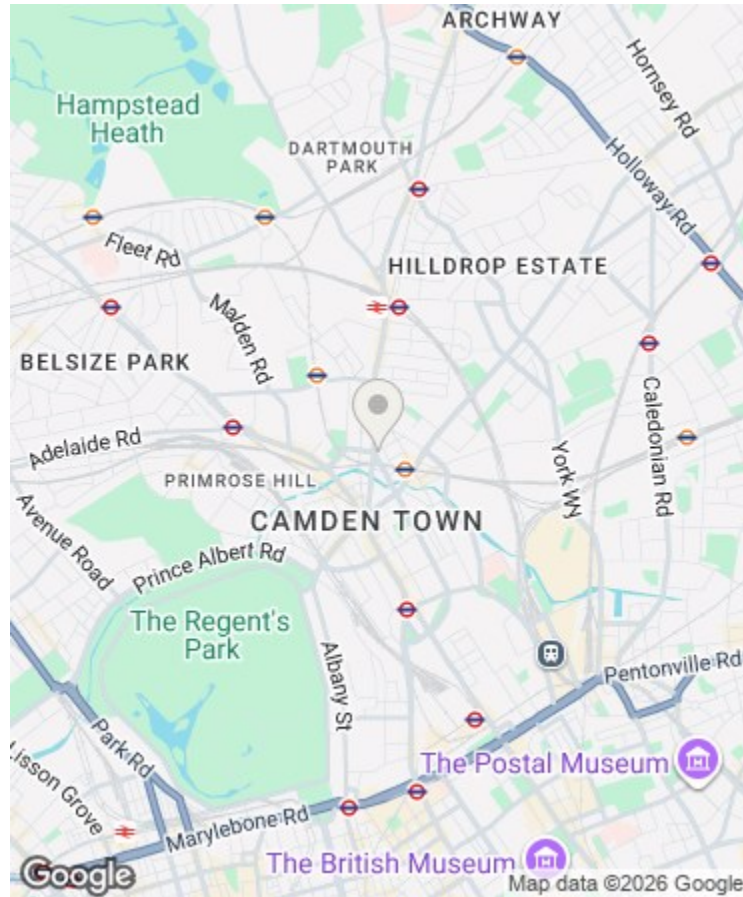 ARCHWAY
Hornsey Rd
Hampstead
Heath
DARTMOUTH
PARK
Holloway Rd
Fleet Rd
HILLDROP ESTATE
Malden Rd
BELSIZE PARK
Caledonian Rd
Adelaide Rd
York Wy
PRIMROSE HILL
Avenue Road
CAMDEN TOWN
Prince Albert Rd
The Regent's
Park
Albany St
Pentonville Rd
Park Rd
The Postal Museum
Lisson Grove
Marylebone Rd
The British Museum
Google
Map data ©2026 Google